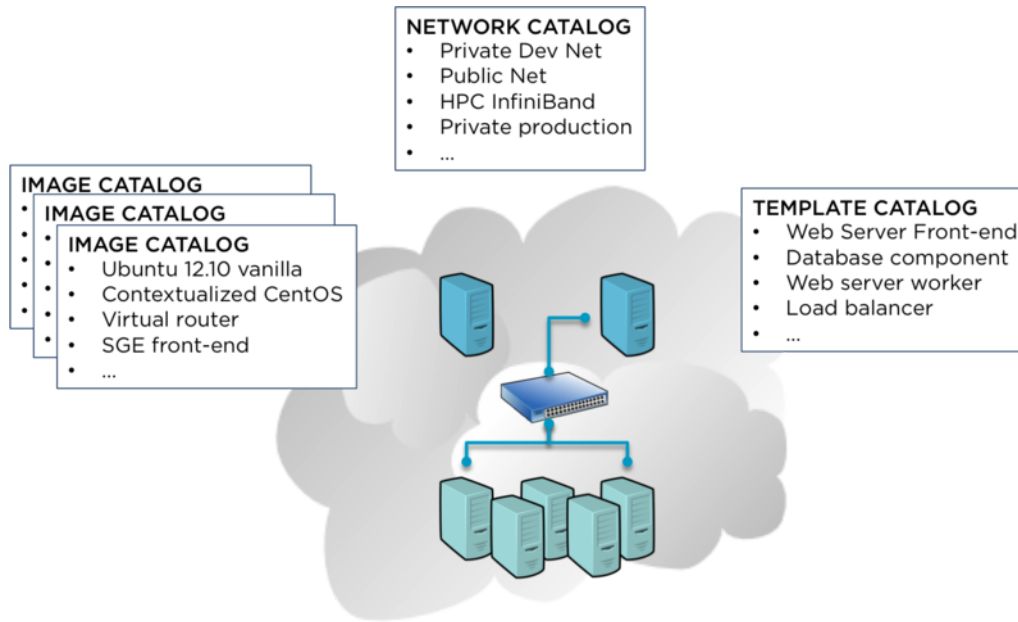 NETWORK CATALOG
• Private Dev Net
• Public Net
• HPC InfiniBand
• Private production
• ...
IMAGE CATALOG
IMAGE CATALOG
IMAGE CATALOG
• Ubuntu 12.10 vanilla
• Contextualized CentOS
• Virtual router
• SGE front-end
• ...
TEMPLATE CATALOG
• Web Server Front-end
• Database component
• Web server worker
• Load balancer
• ...